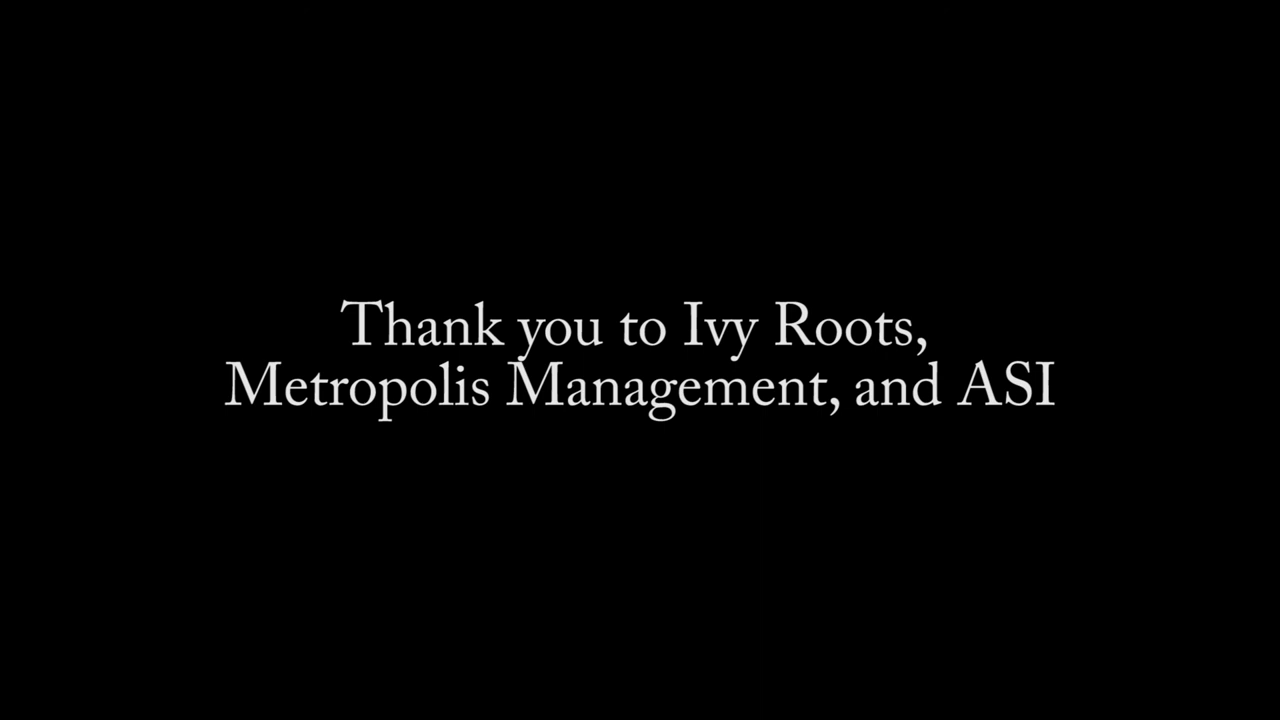 Thank you to Ivy Roots,
Metropolis Management, and ASI